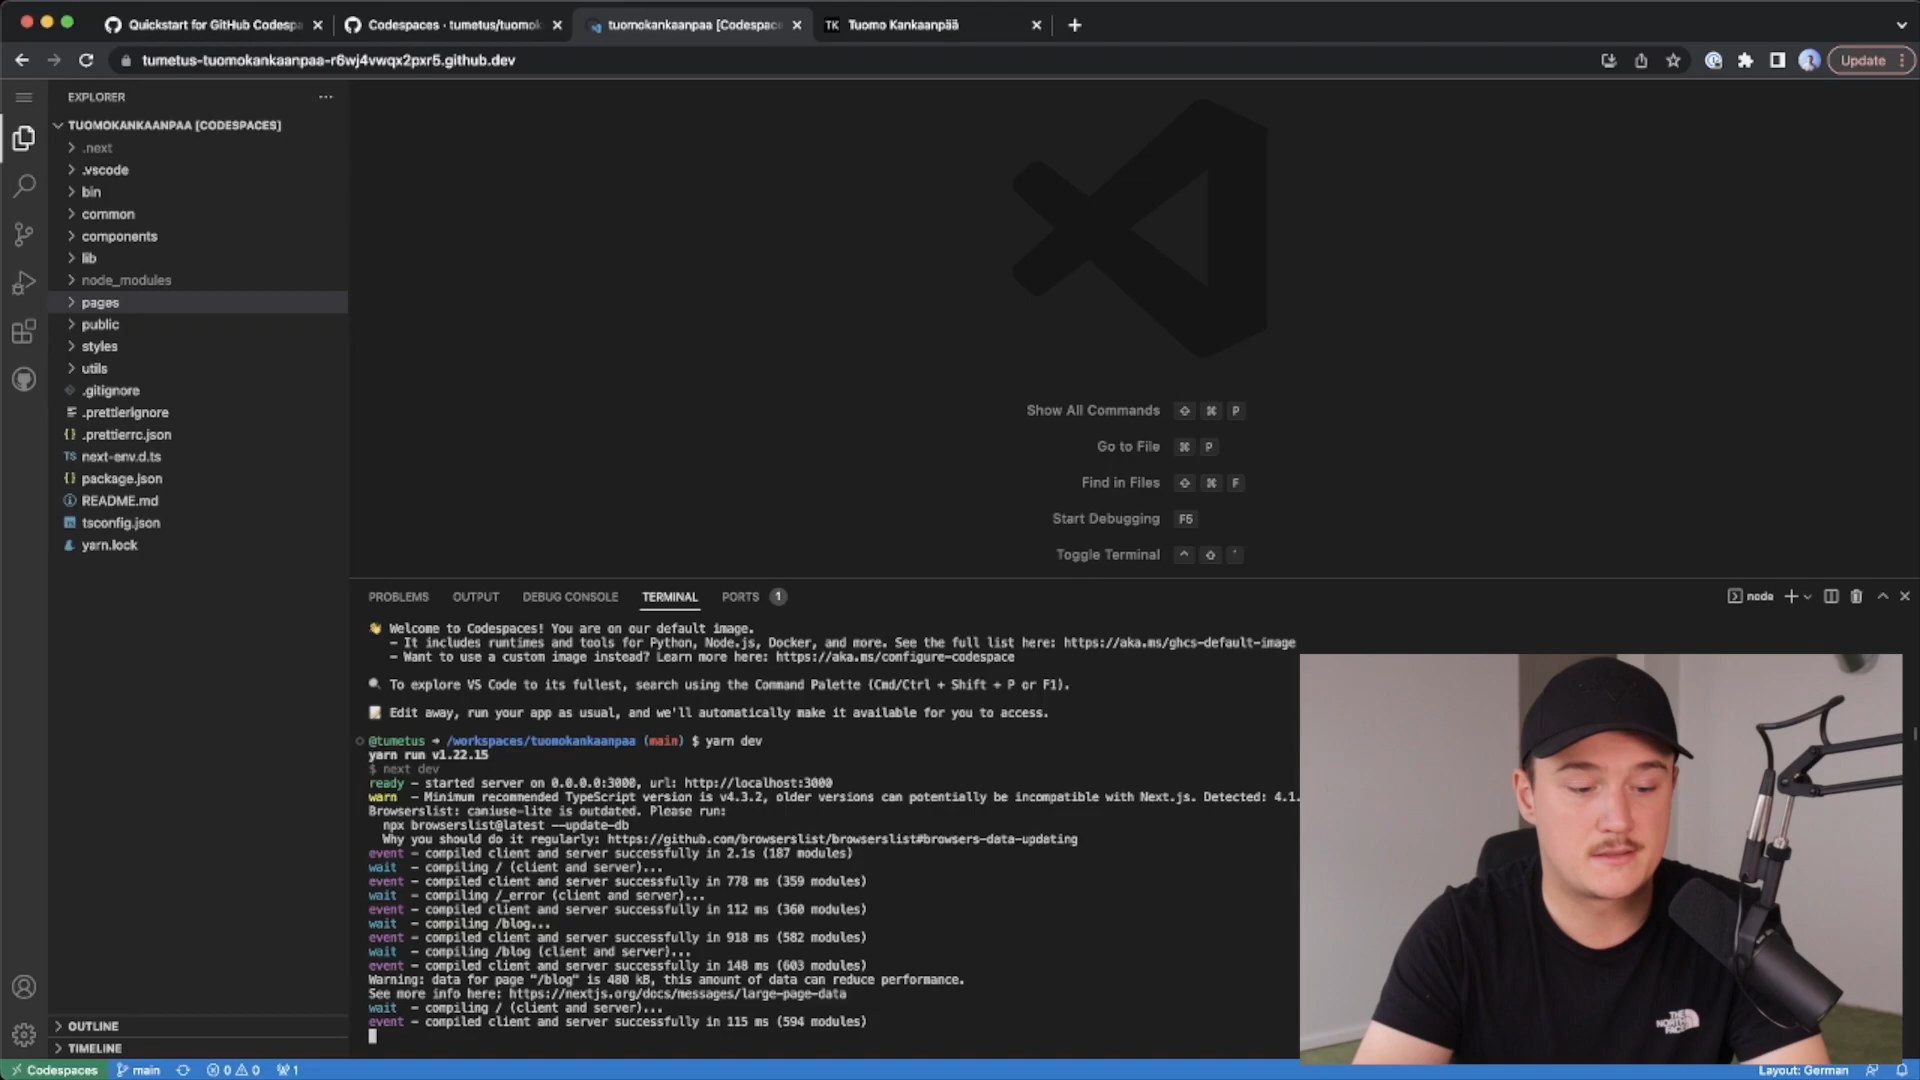 Quickstart for GitHub Codesp
Codespaces · tumetus/tuomok
tuomokankaanpaa [Codespac
TK Tuomo Kankaanpää
tumetus-tuomokankaanpaa-r6wj4vwqx2pxr5.github.dev
Update
EXPLORER
TUOMOKANKAANPAA [CODESPACES]
.next
.vscode
bin
common
components
lib
node_modules
pages
public
styles
utils
.gitignore
.prettierignore
{} .prettierrc.json
TS next-env.d.ts
{} package.json
README.md
tsconfig.json
yarn.lock
OUTLINE
TIMELINE
Show All Commands ⇧ ⌘ P
Go to File ⌘ P
Find in Files ⇧ ⌘ F
Start Debugging F5
Toggle Terminal ^ ⇧ '
PROBLEMS OUTPUT DEBUG CONSOLE TERMINAL PORTS 1
node
👋 Welcome to Codespaces! You are on our default image.
- It includes runtimes and tools for Python, Node.js, Docker, and more. See the full list here: https://aka.ms/ghcs-default-image
- Want to use a custom image instead? Learn more here: https://aka.ms/configure-codespace
🔍 To explore VS Code to its fullest, search using the Command Palette (Cmd/Ctrl + Shift + P or F1).
📝 Edit away, run your app as usual, and we'll automatically make it available for you to access.
@tumetus → /workspaces/tuomokankaanpaa (main) $ yarn dev
yarn run v1.22.15
$ next dev
ready - started server on 0.0.0.0:3000, url: http://localhost:3000
warn - Minimum recommended TypeScript version is v4.3.2, older versions can potentially be incompatible with Next.js. Detected: 4.1.
Browserslist: caniuse-lite is outdated. Please run:
npx browserslist@latest --update-db
Why you should do it regularly: https://github.com/browserslist/browserslist#browsers-data-updating
event - compiled client and server successfully in 2.1s (187 modules)
wait - compiling / (client and server)...
event - compiled client and server successfully in 778 ms (359 modules)
wait - compiling /_error (client and server)...
event - compiled client and server successfully in 112 ms (360 modules)
wait - compiling /blog...
event - compiled client and server successfully in 918 ms (582 modules)
wait - compiling /blog (client and server)...
event - compiled client and server successfully in 148 ms (603 modules)
Warning: data for page "/blog" is 480 kB, this amount of data can reduce performance.
See more info here: https://nextjs.org/docs/messages/large-page-data
wait - compiling / (client and server)...
event - compiled client and server successfully in 115 ms (594 modules)
THE NORTH FACE
Codespaces main 0 0 1
Layout: German